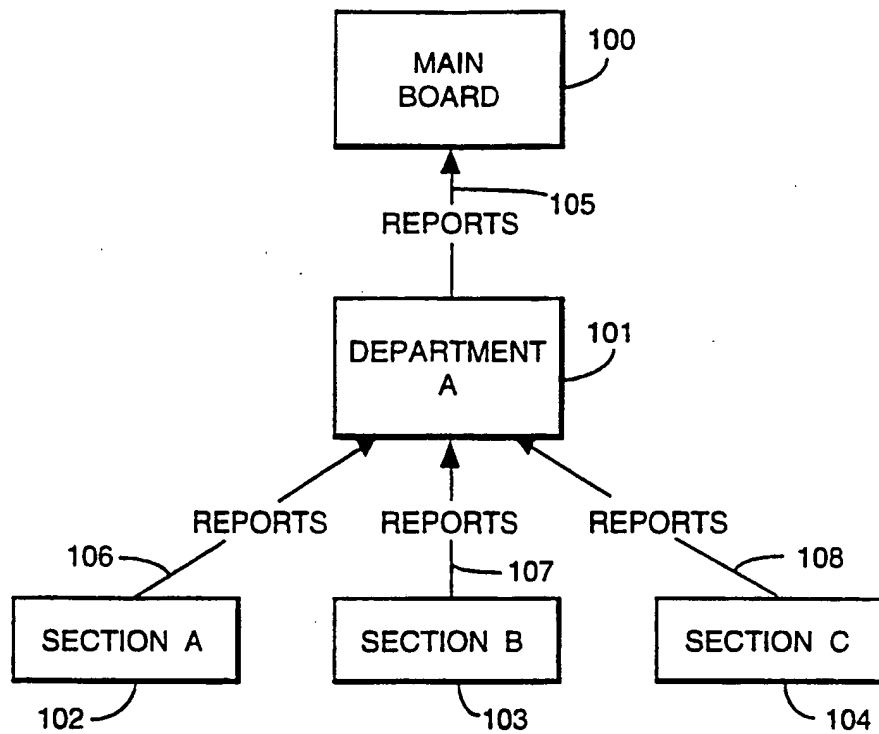 100
MAIN
BOARD
105
REPORTS
101
DEPARTMENT
A
REPORTS
REPORTS
REPORTS
106
107
108
SECTION A
SECTION B
SECTION C
102
103
104